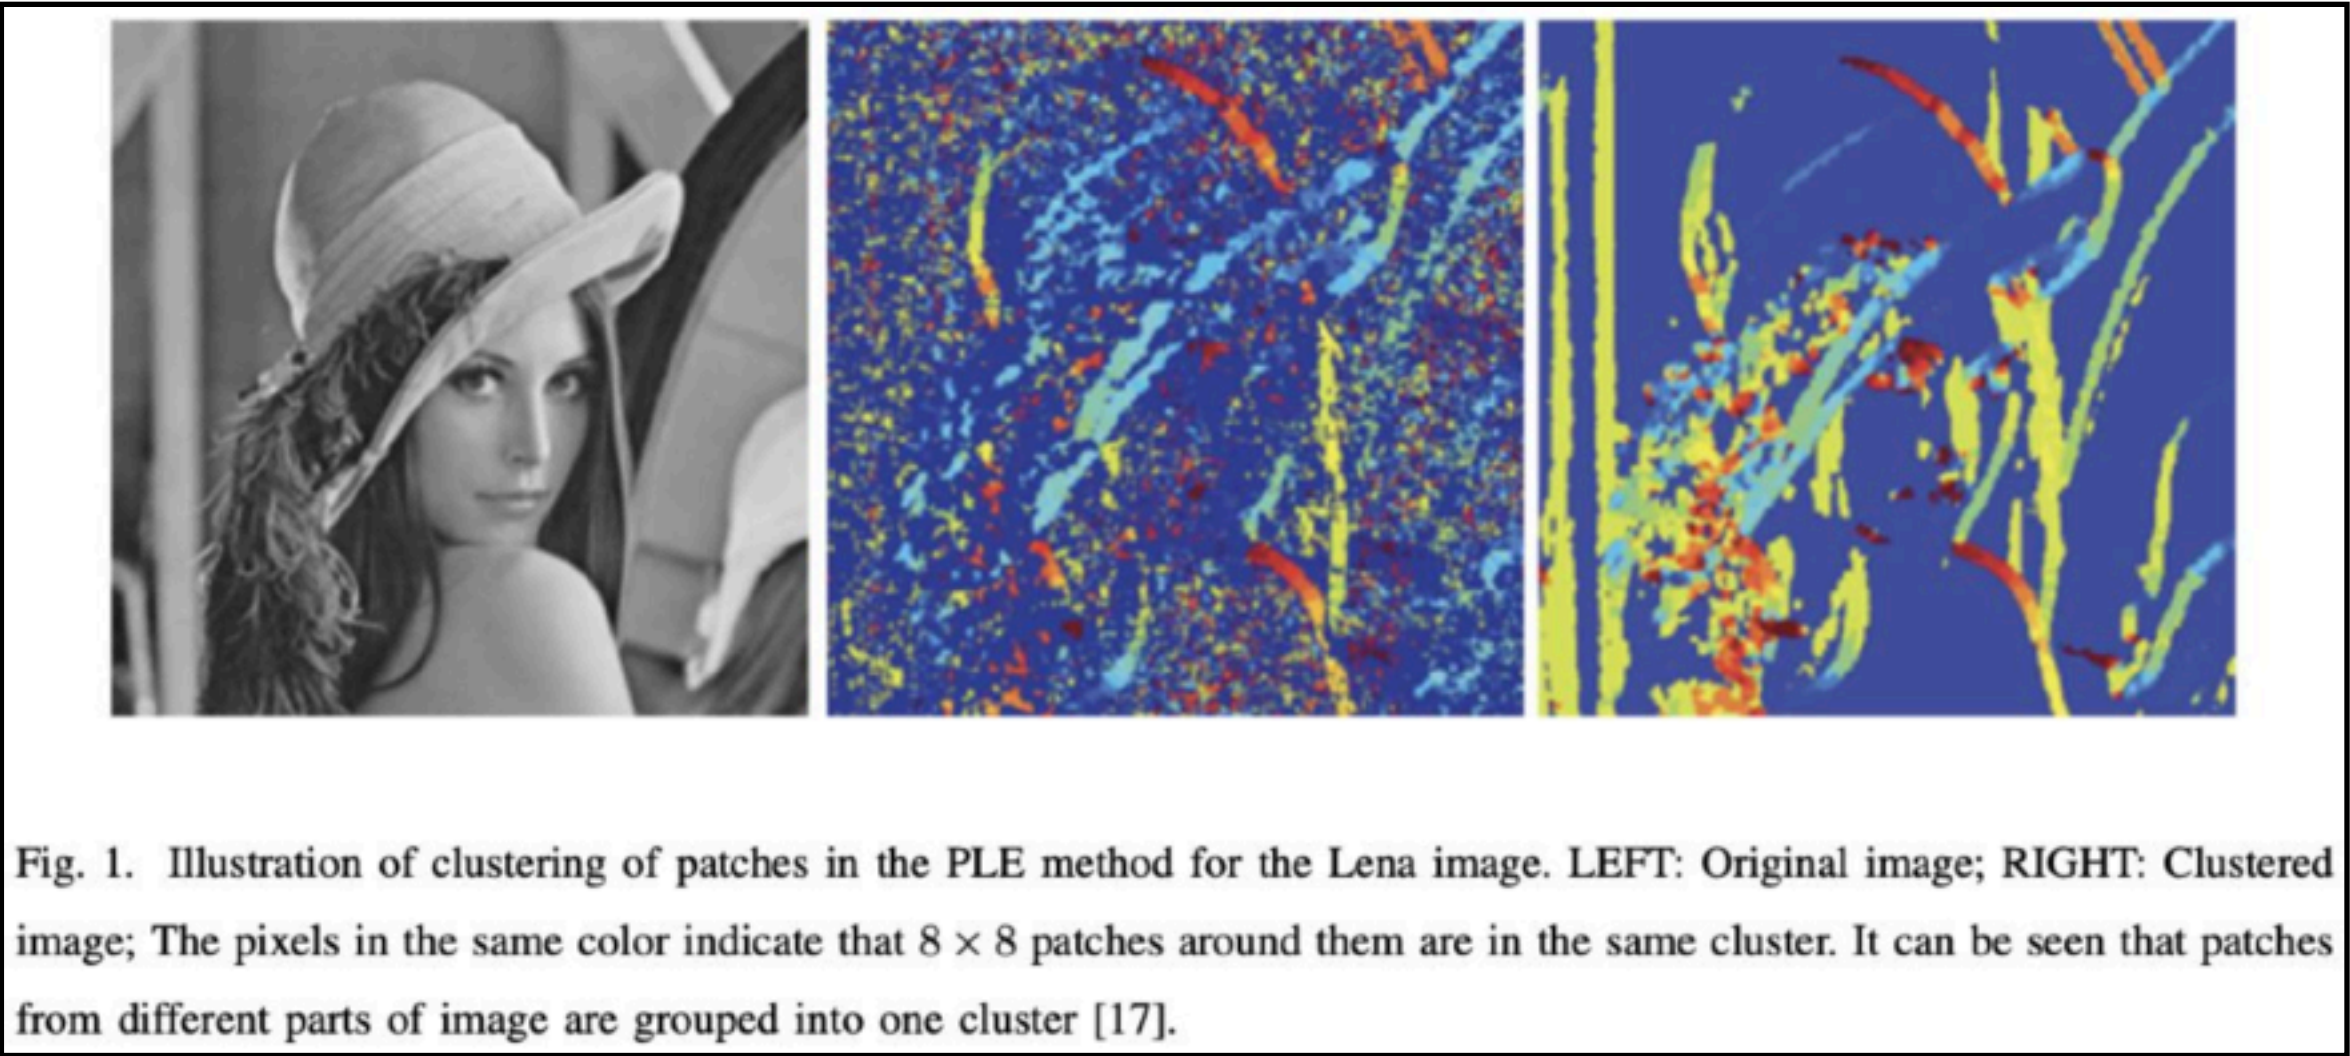 Fig. 1. Illustration of clustering of patches in the PLE method for the Lena image. LEFT: Original image; RIGHT: Clustered
image; The pixels in the same color indicate that 8 × 8 patches around them are in the same cluster. It can be seen that patches
from different parts of image are grouped into one cluster [17].